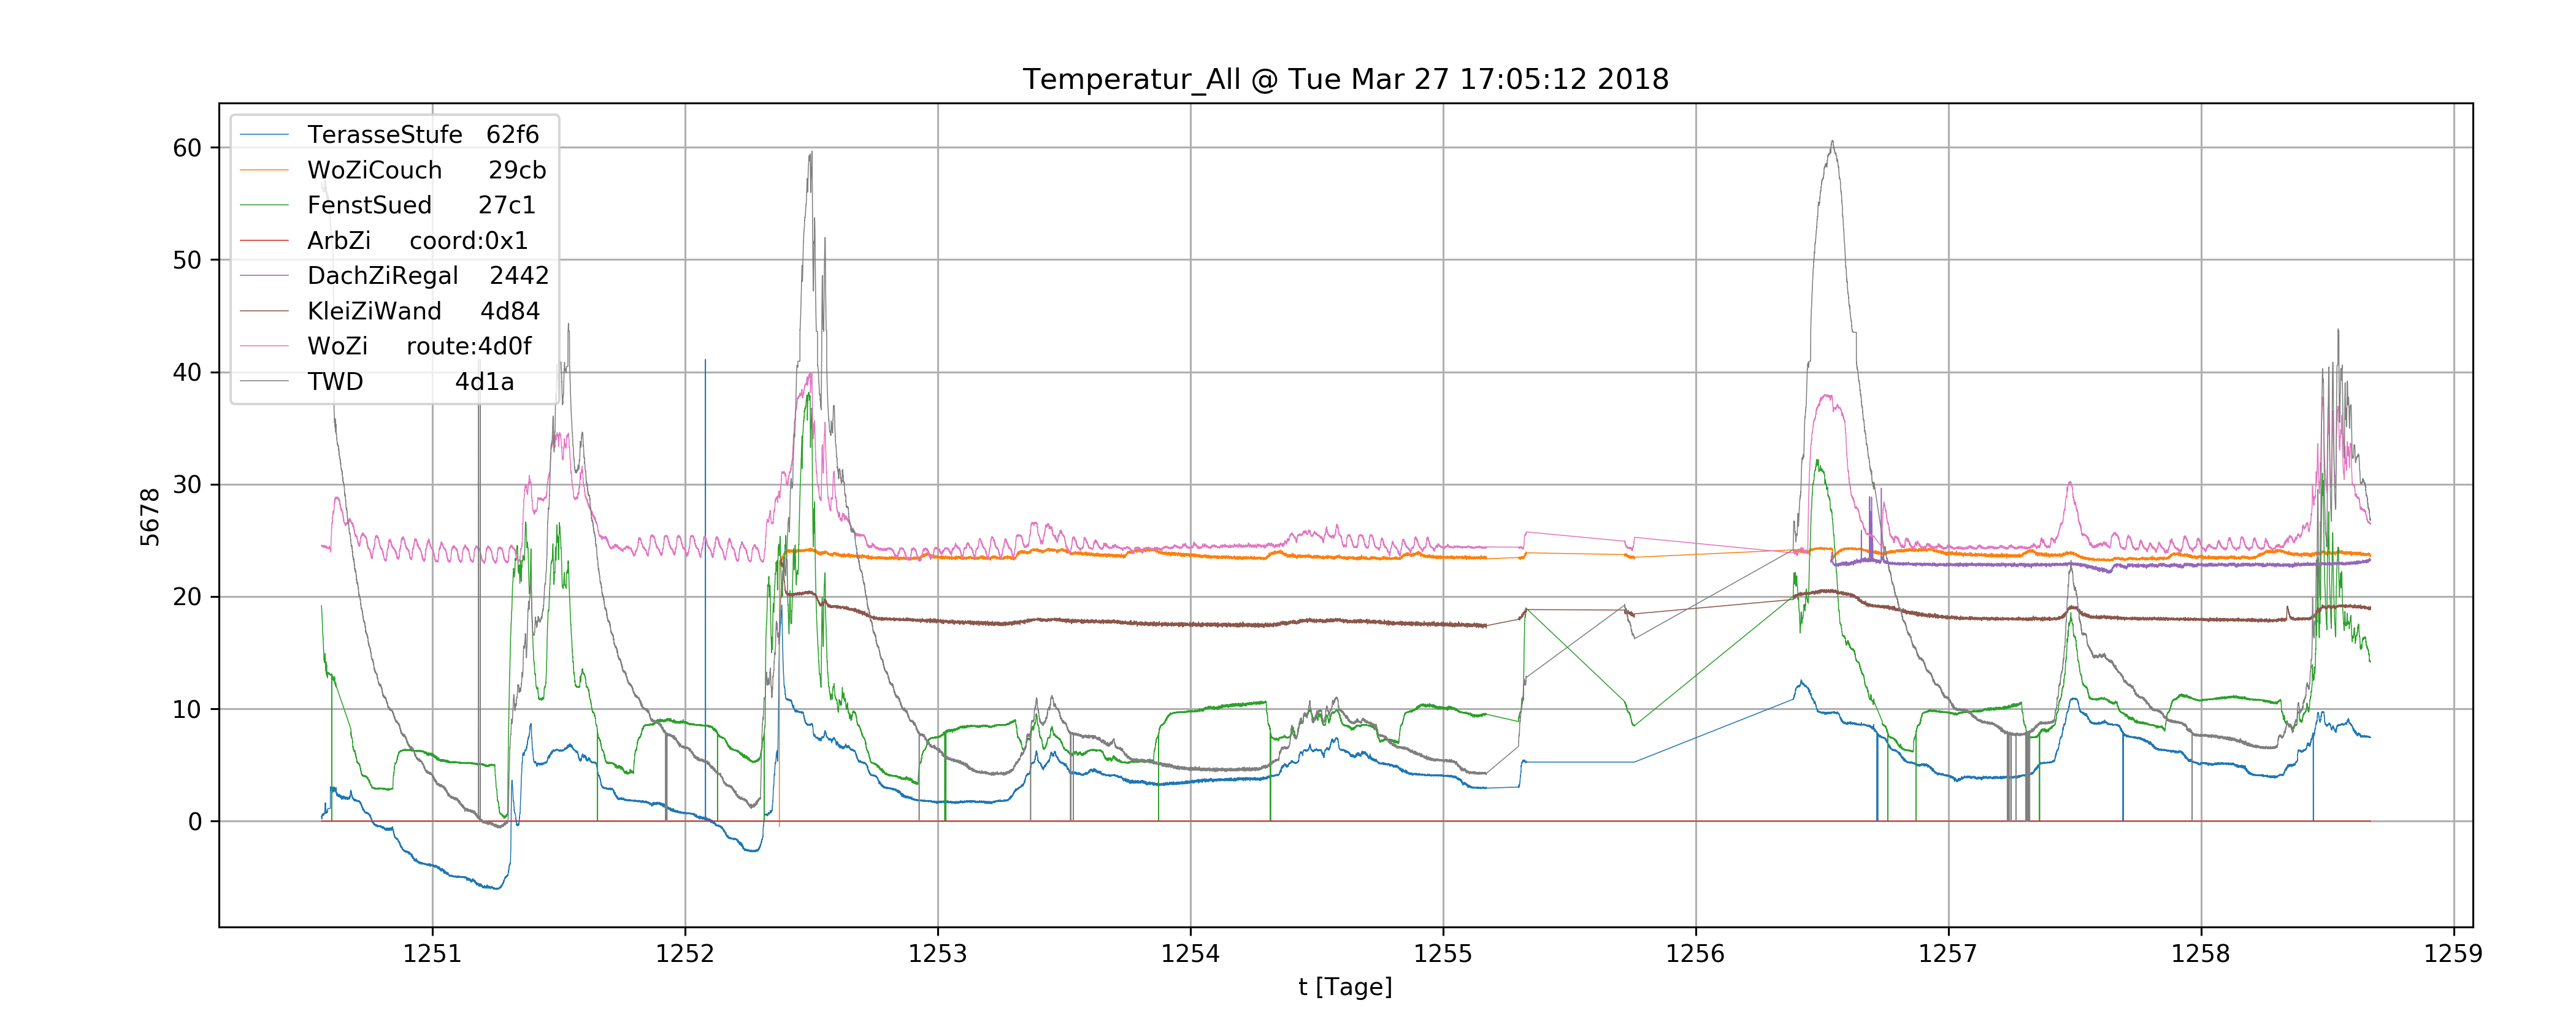 Temperatur_All @ Tue Mar 27 17:05:12 2018
TerasseStufe 62f6
WoZiCouch 29cb
FenstSued 27c1
ArbZi coord:0x1
DachZiRegal 2442
KleiZiWand 4d84
WoZi route:4d0f
TWD 4d1a
60
50
40
30
20
10
0
5678
1251 1252 1253 1254 1255 1256 1257 1258 1259
t [Tage]